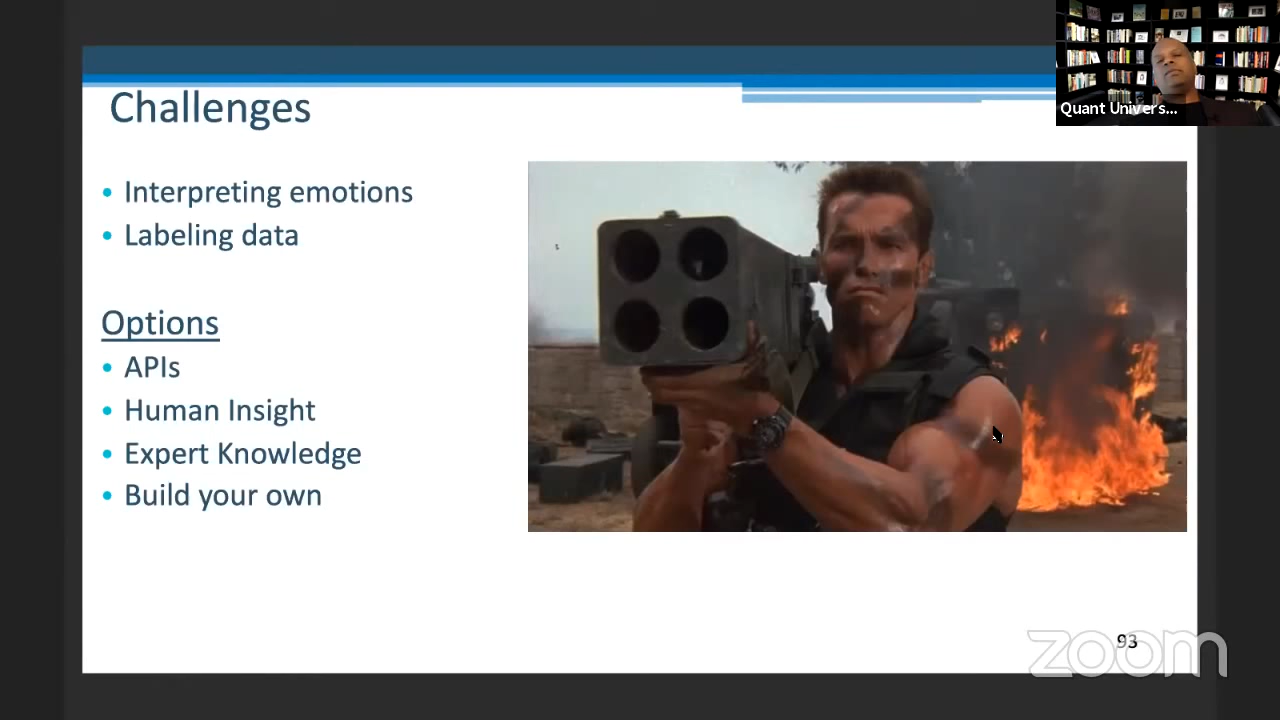 Quant Univers...
Challenges
Interpreting emotions
Labeling data
Options
APIs
Human Insight
Expert Knowledge
Build your own
93
zoom